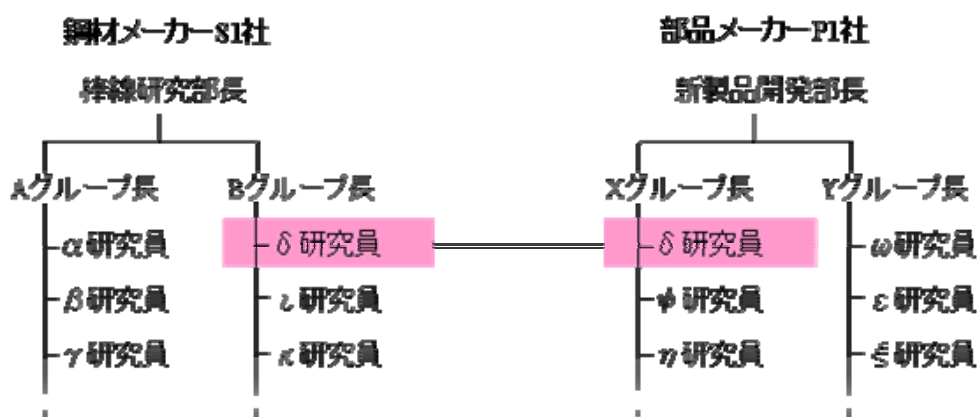 鋼材メーカーS1社 部品メーカーP1社
棒線研究部長 新製品開発部長
Aグループ長 Bグループ長 Xグループ長 Yグループ長
α研究員 δ研究員 δ研究員 ω研究員
β研究員 ι研究員 φ研究員 ε研究員
γ研究員 κ研究員 η研究員 ξ研究員